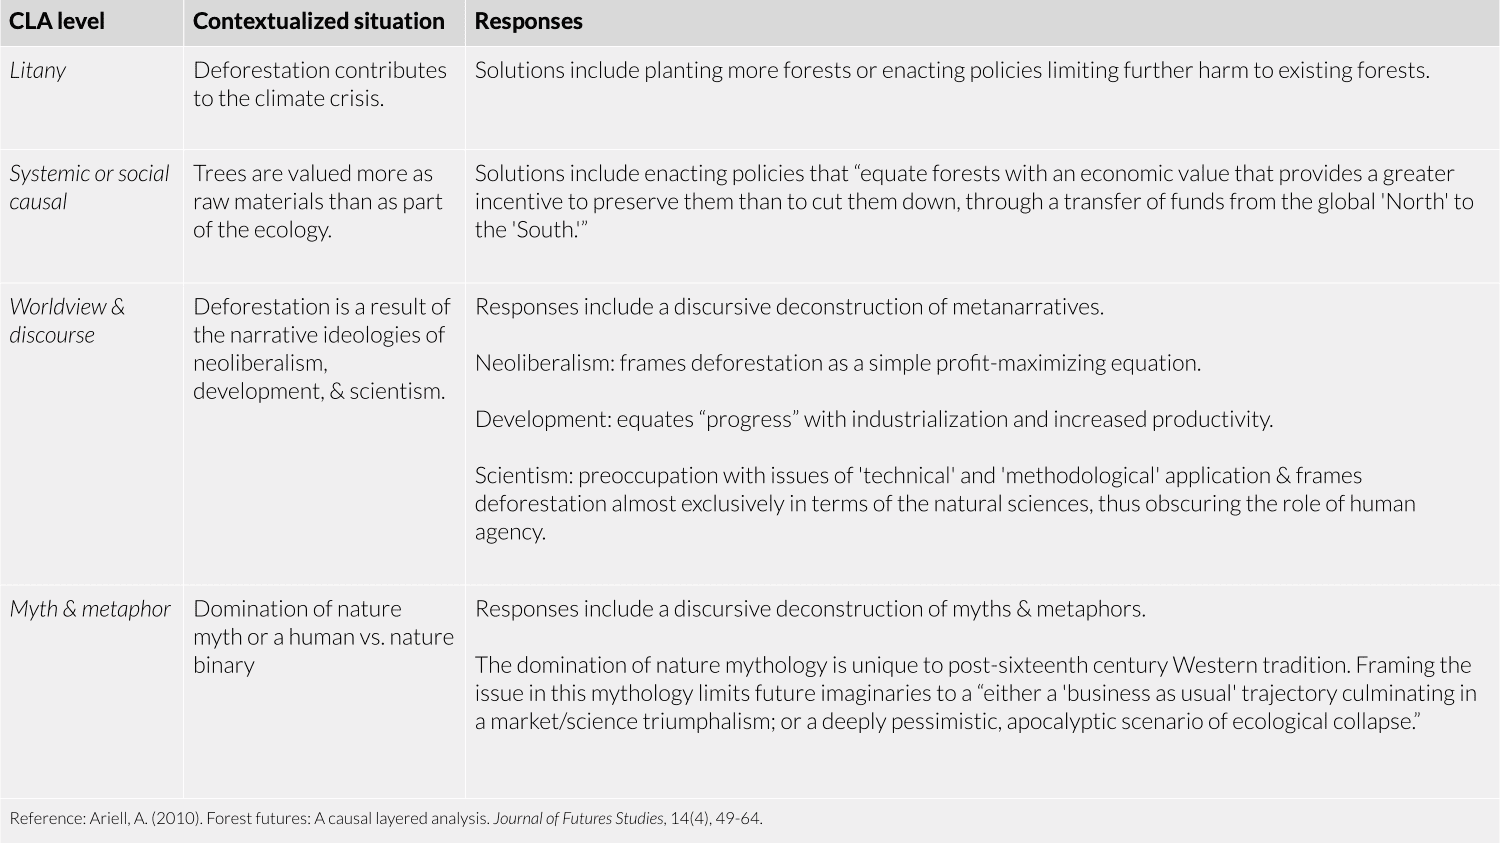 CLA level
Contextualized situation
Responses
Litany
Deforestation contributes
to the climate crisis.
Solutions include planting more forests or enacting policies limiting further harm to existing forests.
Systemic or social
causal
Trees are valued more as
raw materials than as part
of the ecology.
Solutions include enacting policies that “equate forests with an economic value that provides a greater
incentive to preserve them than to cut them down, through a transfer of funds from the global 'North' to
the 'South.'”
Worldview &
discourse
Deforestation is a result of
the narrative ideologies of
neoliberalism,
development, & scientism.
Responses include a discursive deconstruction of metanarratives.
Neoliberalism: frames deforestation as a simple profit-maximizing equation.
Development: equates “progress” with industrialization and increased productivity.
Scientism: preoccupation with issues of 'technical' and 'methodological' application & frames
deforestation almost exclusively in terms of the natural sciences, thus obscuring the role of human
agency.
Myth & metaphor
Domination of nature
myth or a human vs. nature
binary
Responses include a discursive deconstruction of myths & metaphors.
The domination of nature mythology is unique to post-sixteenth century Western tradition. Framing the
issue in this mythology limits future imaginaries to a “either a 'business as usual' trajectory culminating in
a market/science triumphalism; or a deeply pessimistic, apocalyptic scenario of ecological collapse.”
Reference: Ariell, A. (2010). Forest futures: A causal layered analysis. Journal of Futures Studies, 14(4), 49-64.